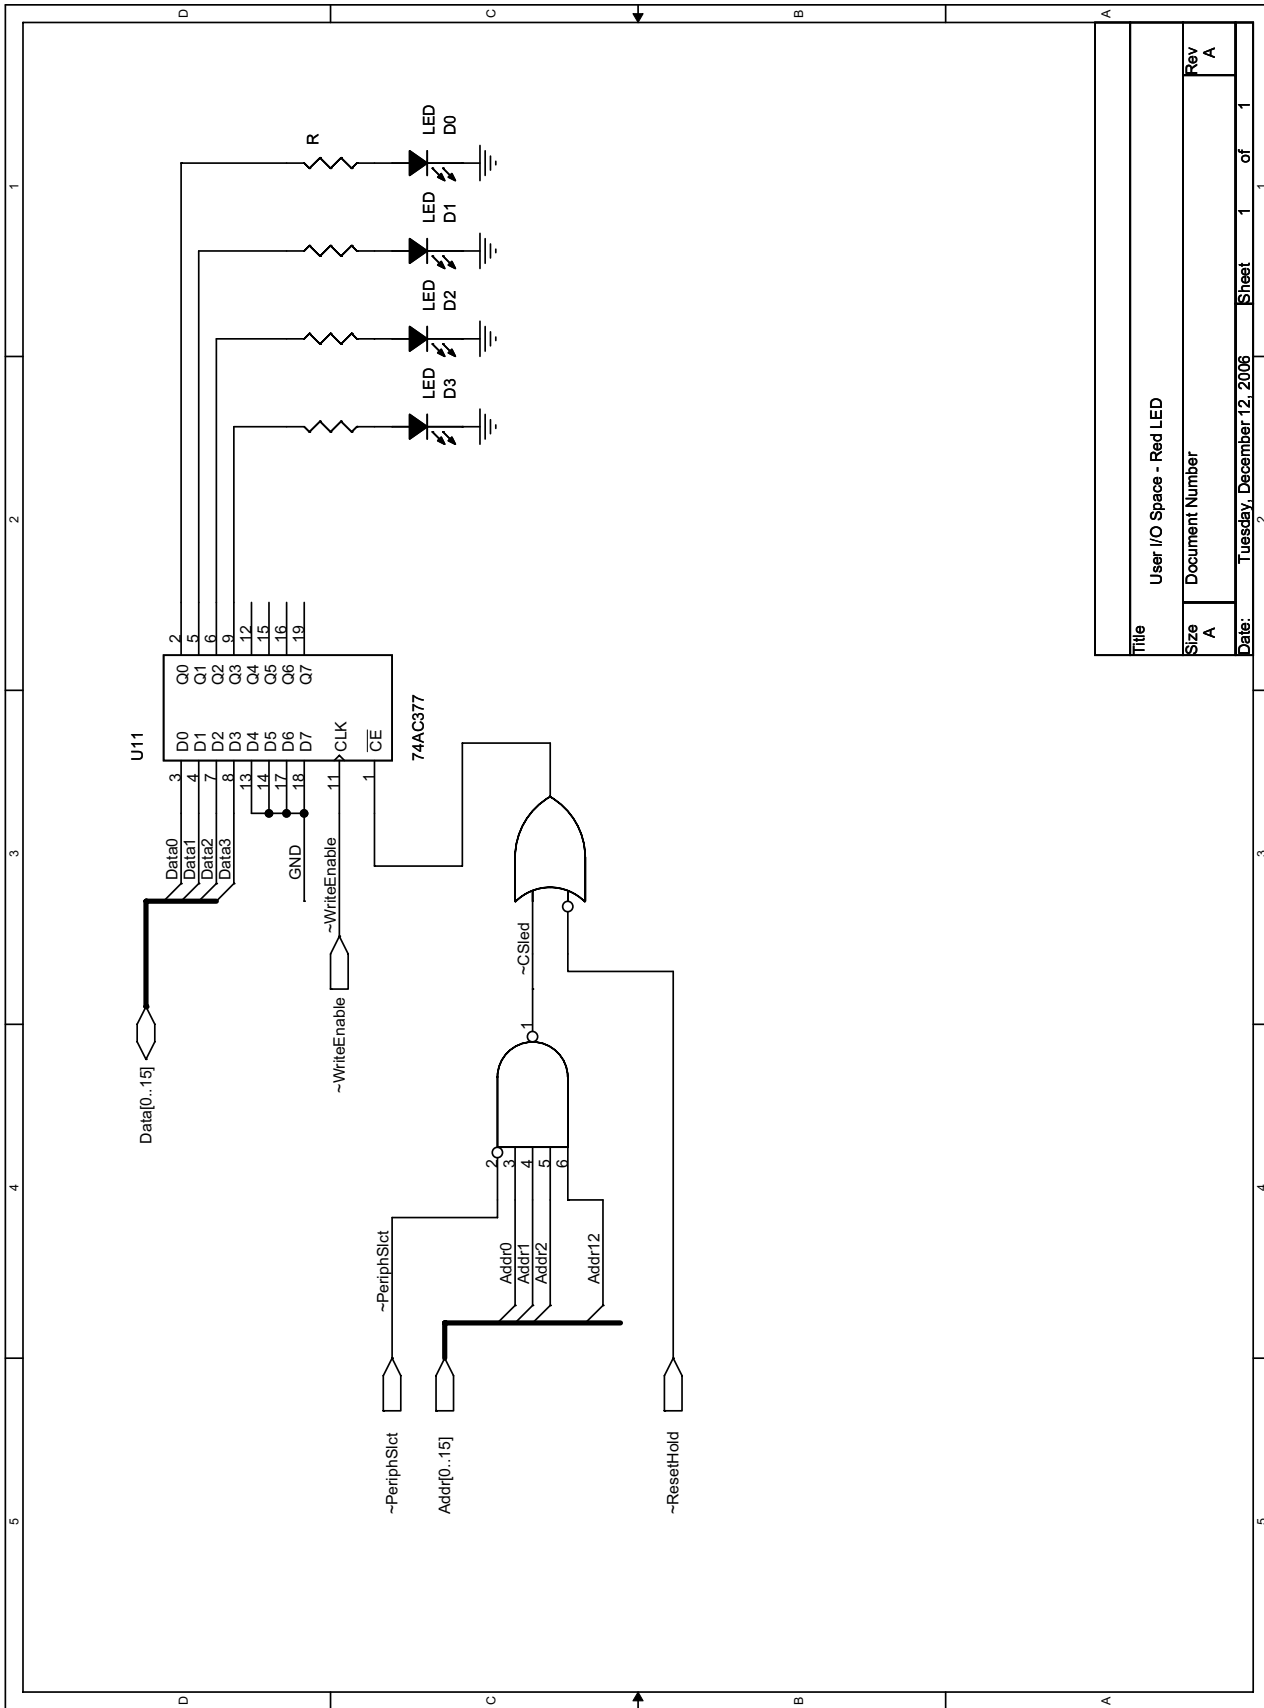 5
4
3
2
1
D
D
C
C
B
B
A
A
Data[0..15]
Data0
Data1
Data2
Data3
GND
~WriteEnable
~WriteEnable
U11
3
4
7
8
13
14
17
18
11
1
D0
D1
D2
D3
D4
D5
D6
D7
CLK
CE
Q0
Q1
Q2
Q3
Q4
Q5
Q6
Q7
2
5
6
9
12
15
16
19
74AC377
R
LED
D3
LED
D2
LED
D1
LED
D0
~PeriphSlct
~PeriphSlct
Addr[0..15]
Addr0
Addr1
Addr2
Addr12
2
3
4
5
6
1
~CSled
~ResetHold
Title
User I/O Space - Red LED
Size
A
Document Number
Rev
A
Date:
Tuesday, December 12, 2006
Sheet
1
of
1
5
4
3
2
1